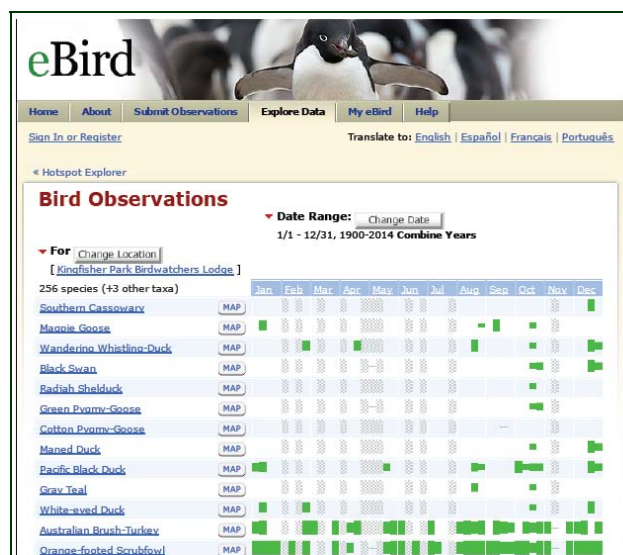 eBird
Home About Submit Observations Explore Data My eBird Help
Sign In or Register Translate to: English | Español | Français | Português
« Hotspot Explorer
Bird Observations
Date Range: Change Date
1/1 - 12/31, 1900-2014 Combine Years
For Change Location
[ Kingfisher Park Birdwatchers Lodge ]
256 species (+3 other taxa) Jan Feb Mar Apr May Jun Jul Aug Sep Oct Nov Dec
Southern Cassowary MAP
Magpie Goose MAP
Wandering Whistling-Duck MAP
Black Swan MAP
Radiah Shelduck MAP
Green Pygmy-Goose MAP
Cotton Pygmy-Goose MAP
Maned Duck MAP
Pacific Black Duck MAP
Gray Teal MAP
White-eyed Duck MAP
Australian Brush-Turkey MAP
Orange-footed Scrubfowl MAP